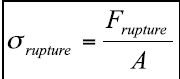 σ_rupture = F_rupture / A